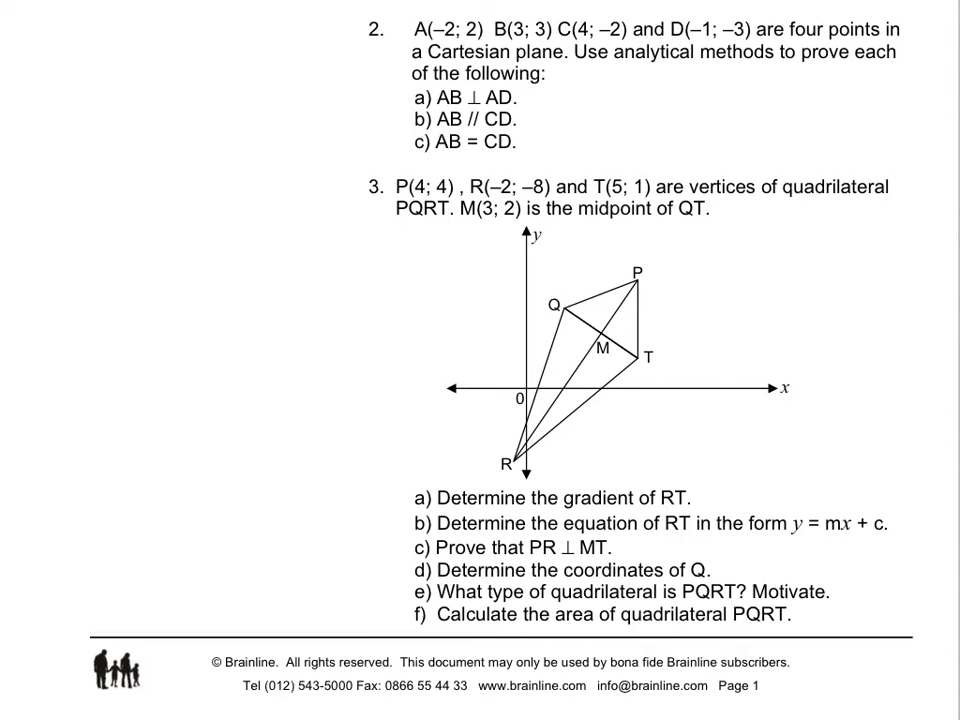 2. A(–2; 2) B(3; 3) C(4; –2) and D(–1; –3) are four points in
a Cartesian plane. Use analytical methods to prove each
of the following:
a) AB ⊥ AD.
b) AB // CD.
c) AB = CD.
3. P(4; 4) , R(–2; –8) and T(5; 1) are vertices of quadrilateral
PQRT. M(3; 2) is the midpoint of QT.
y
P
Q
M
T
x
0
R
a) Determine the gradient of RT.
b) Determine the equation of RT in the form y = mx + c.
c) Prove that PR ⊥ MT.
d) Determine the coordinates of Q.
e) What type of quadrilateral is PQRT? Motivate.
f) Calculate the area of quadrilateral PQRT.
© Brainline. All rights reserved. This document may only be used by bona fide Brainline subscribers.
Tel (012) 543-5000 Fax: 0866 55 44 33 www.brainline.com info@brainline.com Page 1